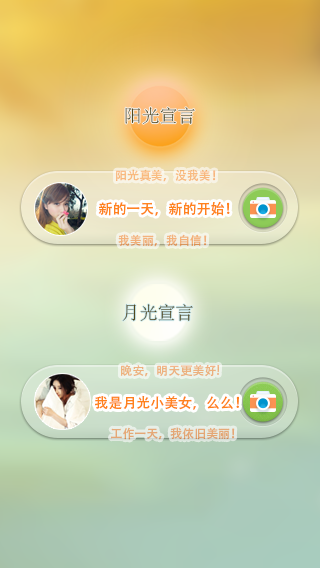 阳光宣言
阳光真美，没我美！
新的一天，新的开始！
我美丽，我自信！
月光宣言
晚安，明天更美好！
我是月光小美女，么么！
工作一天，我依旧美丽！